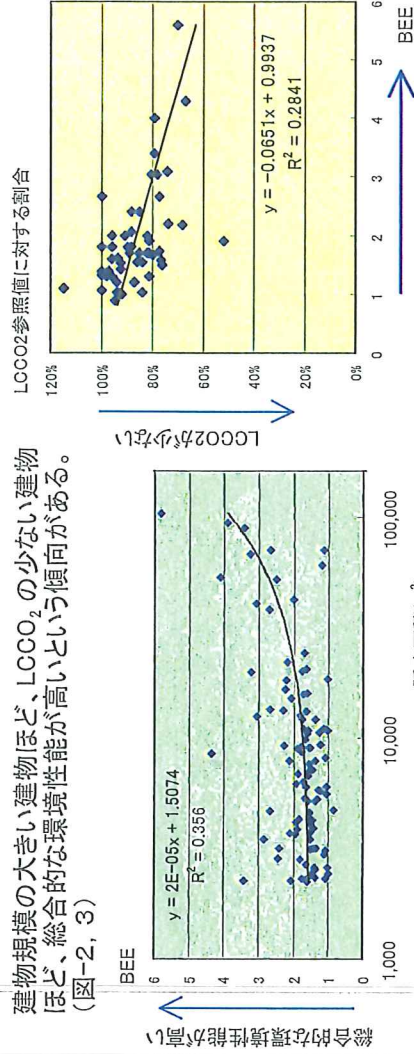 建物規模の大きい建物ほど、LCCO₂の少ない建物
ほど、総合的な環境性能が高いという傾向がある。
(図-2, 3)
BEE
総合的な環境性能が高い
6
5
4
3
2
1
0
y = 2E-05x + 1.5074
R² = 0.356
1,000
10,000
100,000
LCCO2参照値に対する割合
LCCO2が少ない
120%
100%
80%
60%
40%
20%
0%
y = -0.0651x + 0.9937
R² = 0.2841
0
1
2
3
4
5
6
BEE